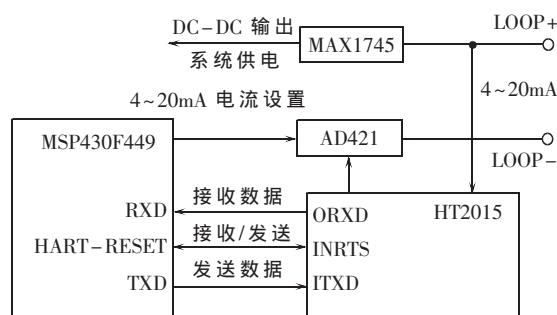 DC-DC 输出
LOOP+
MAX1745
系统供电
4~20mA
4~20mA 电流设置
MSP430F449
AD421
LOOP-
接收数据
RXD
ORXD
HT2015
接收/发送
HART-RESET
INRTS
发送数据
TXD
ITXD